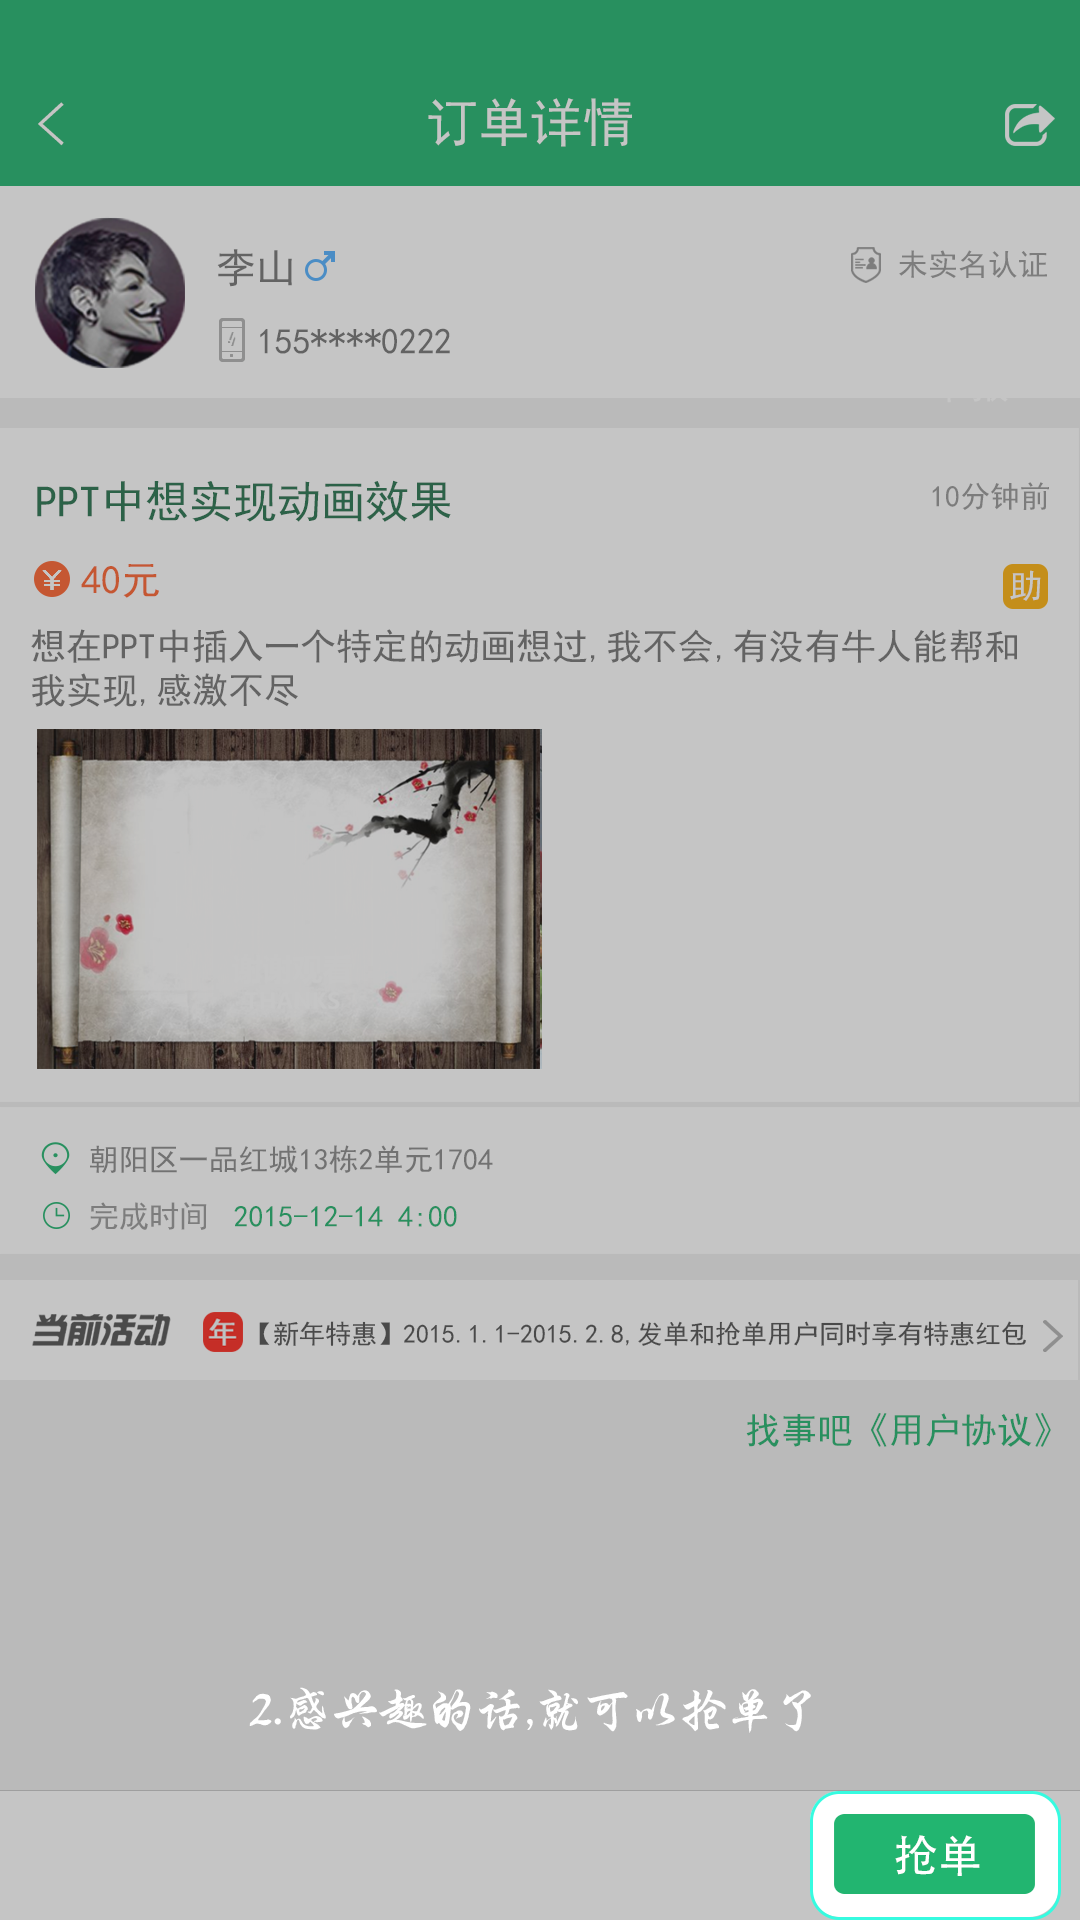 订单详情
李山
未实名认证
155****0222
PPT中想实现动画效果
10分钟前
¥ 40元
助
想在PPT中插入一个特定的动画想过,我不会,有没有牛人能帮和
我实现,感激不尽
朝阳区一品红城13栋2单元1704
完成时间 2015-12-14 4:00
当前活动 年【新年特惠】2015.1.1-2015.2.8,发单和抢单用户同时享有特惠红包
找事吧《用户协议》
2.感兴趣的话,就可以抢单了
抢单